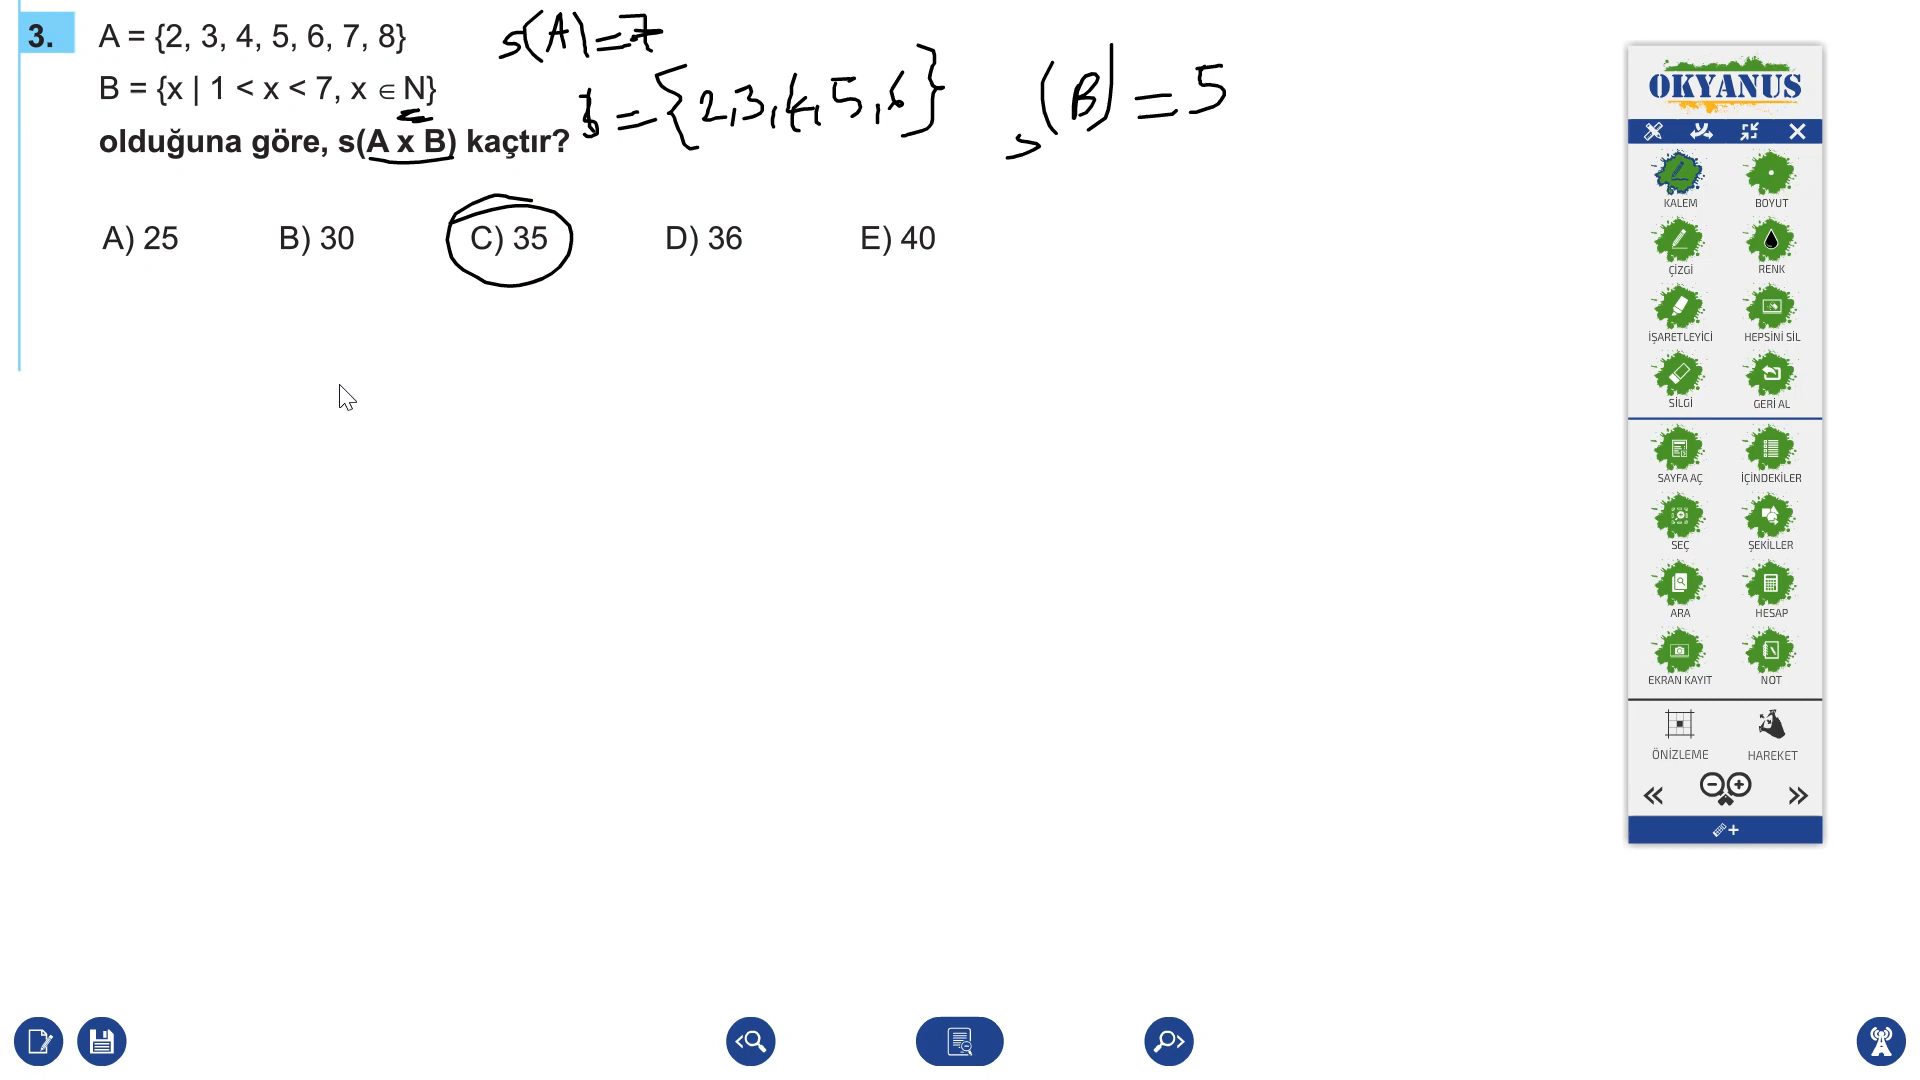 3. A = {2, 3, 4, 5, 6, 7, 8}
s(A)=7
B = {x | 1 < x < 7, x ∈ N}
B={2,3,4,5,6}
s(B)=5
olduğuna göre, s(A x B) kaçtır?
A) 25 B) 30 C) 35 D) 36 E) 40
OKYANUS
KALEM BOYUT
ÇİZGİ RENK
İŞARETLEYİCİ HEPSİNİ SİL
SİLGİ GERİ AL
SAYFA AÇ İÇİNDEKİLER
SEÇ ŞEKİLLER
ARA HESAP
EKRAN KAYIT NOT
ÖNİZLEME HAREKET